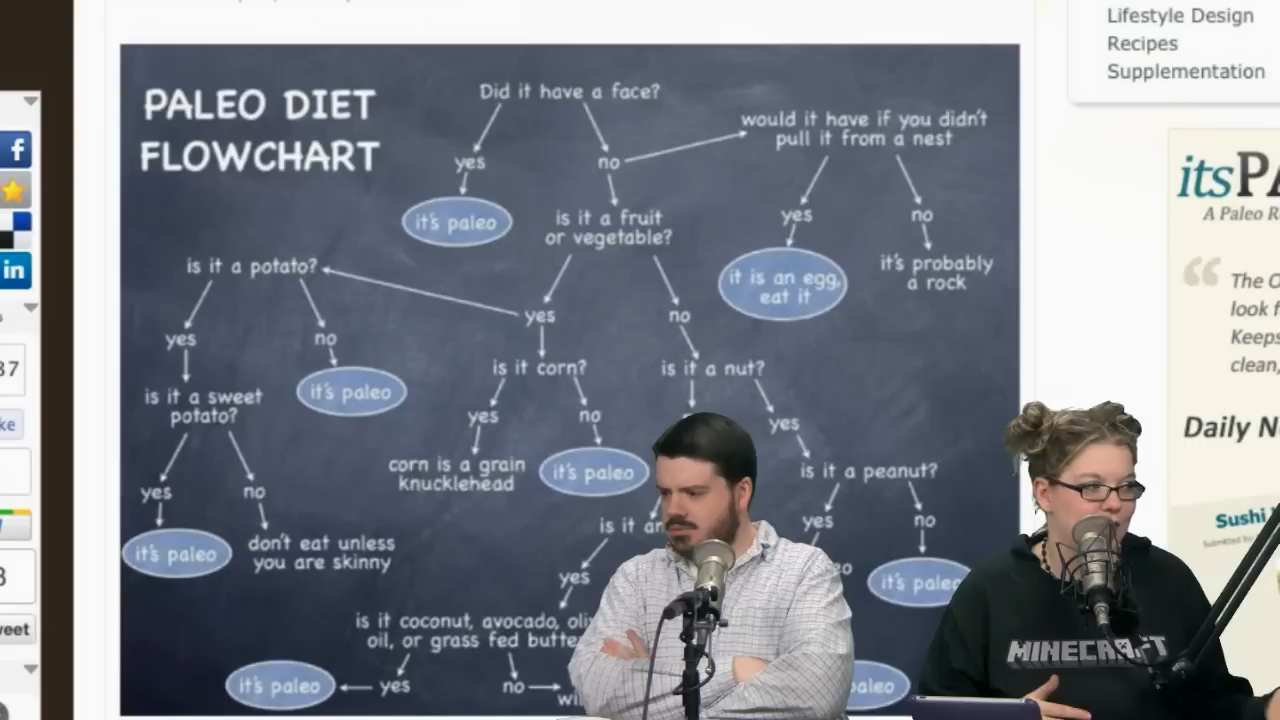 Lifestyle Design
Recipes
Supplementation
PALEO DIET
FLOWCHART
Did it have a face?
would it have if you didn't
pull it from a nest
yes
no
it's paleo
is it a fruit
or vegetable?
yes
no
it is an egg,
eat it
it's probably
a rock
is it a potato?
yes
no
yes
no
is it corn?
is it a nut?
it's paleo
is it a sweet
potato?
yes
no
yes
corn is a grain
knucklehead
it's paleo
is it a peanut?
yes
no
yes
no
it's paleo
don't eat unless
you are skinny
is it
it's paleo
yes
is it coconut, avocado,
oil, or grass fed
it's paleo
yes
no
its
A Paleo
The
look
Keeps
clean,
Daily
Sushi
MINECRAFT
f
in